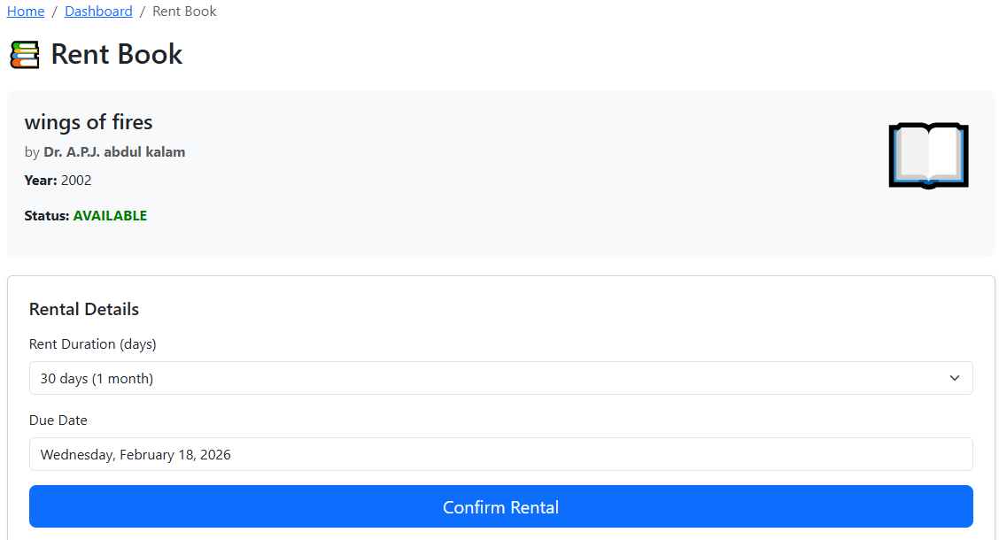 Home / Dashboard / Rent Book
Rent Book
wings of fires
by Dr. A.P.J. abdul kalam
Year: 2002
Status: AVAILABLE
Rental Details
Rent Duration (days)
30 days (1 month)
Due Date
Wednesday, February 18, 2026
Confirm Rental